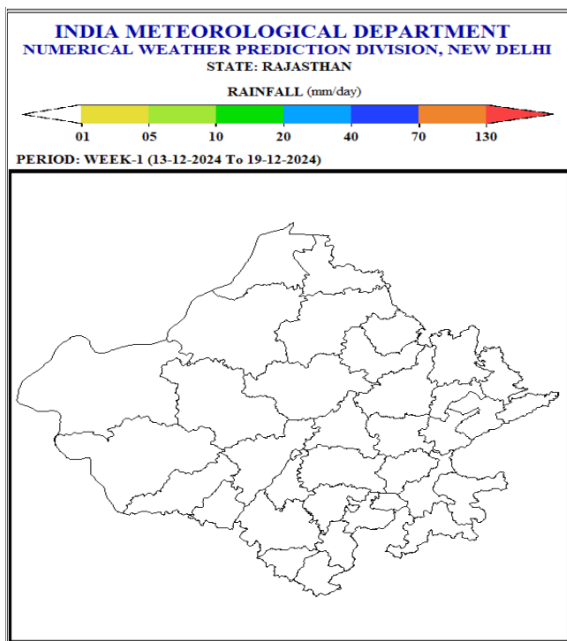 INDIA METEOROLOGICAL DEPARTMENT
NUMERICAL WEATHER PREDICTION DIVISION, NEW DELHI
STATE: RAJASTHAN
RAINFALL (mm/day)
01 05 10 20 40 70 130
PERIOD: WEEK-1 (13-12-2024 To 19-12-2024)